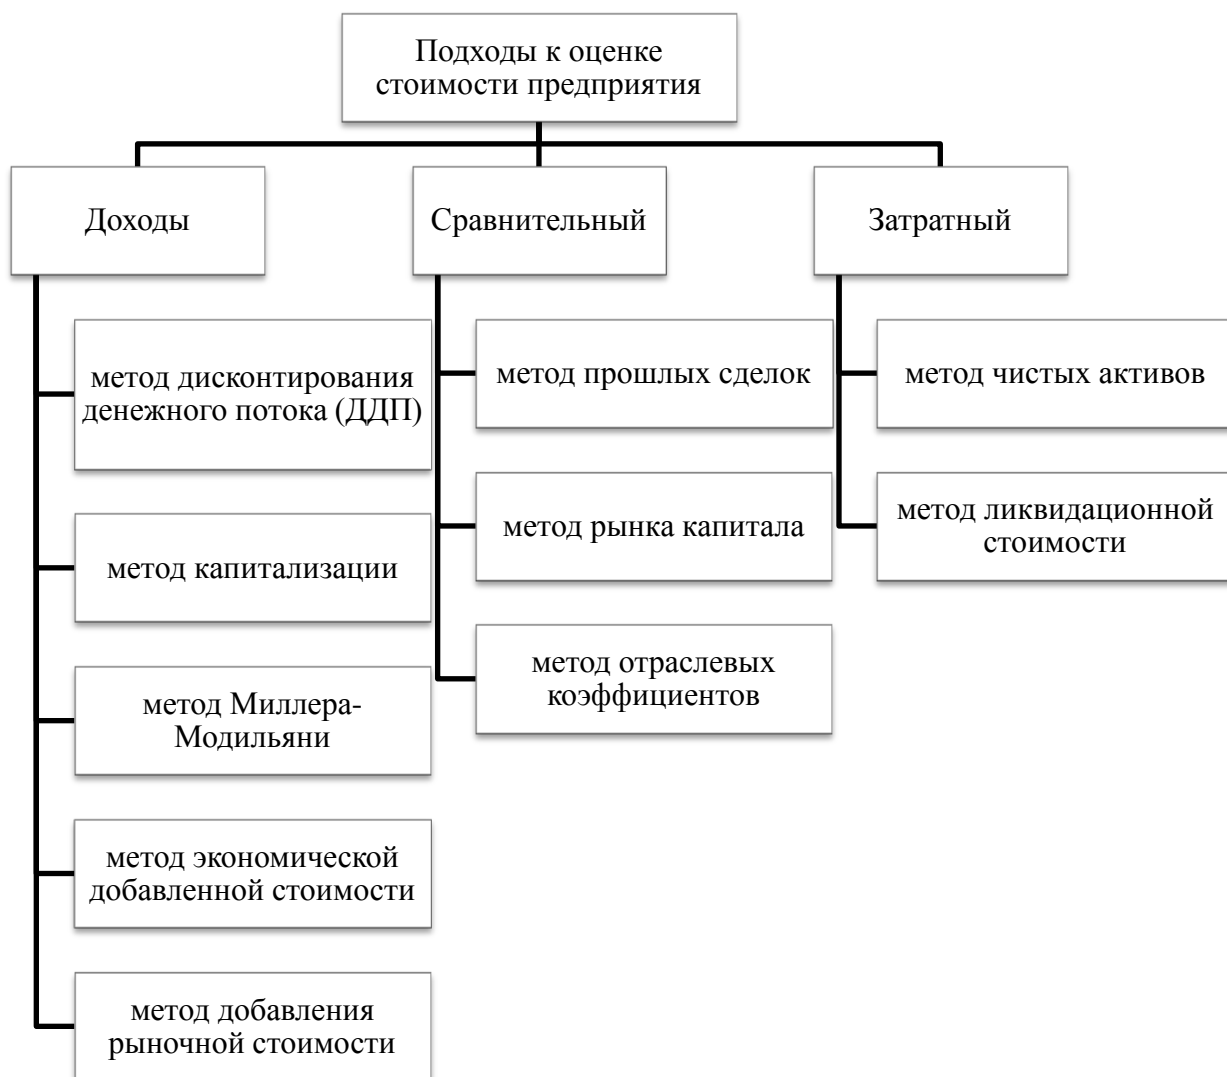 Подходы к оценке
стоимости предприятия
Доходы
метод дисконтирования
денежного потока (ДДП)
метод капитализации
метод Миллера-
Модильяни
метод экономической
добавленной стоимости
метод добавления
рыночной стоимости
Сравнительный
метод прошлых сделок
метод рынка капитала
метод отраслевых
коэффициентов
Затратный
метод чистых активов
метод ликвидационной
стоимости